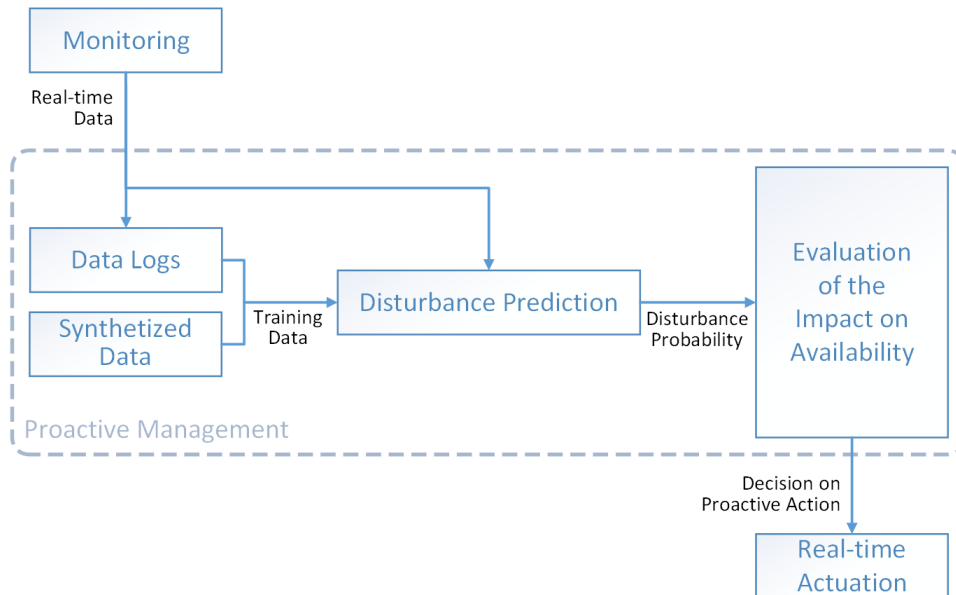 Monitoring
Real-time
Data
Data Logs
Synthetized
Data
Training
Data
Disturbance Prediction
Disturbance
Probability
Evaluation
of the
Impact on
Availability
Proactive Management
Decision on
Proactive Action
Real-time
Actuation